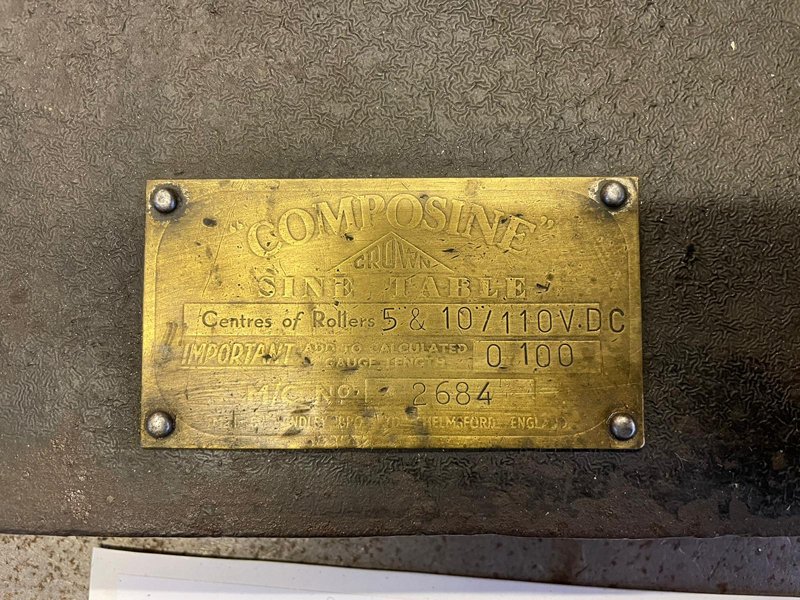 "COMPOSINE"
CROWN
SINE TABLE
Centres of Rollers 5" & 10"/110V.DC
IMPORTANT ADD TO CALCULATED GAUGE LENGTH 0.100
M/C No. 2684
CHELMSFORD, ENGLAND